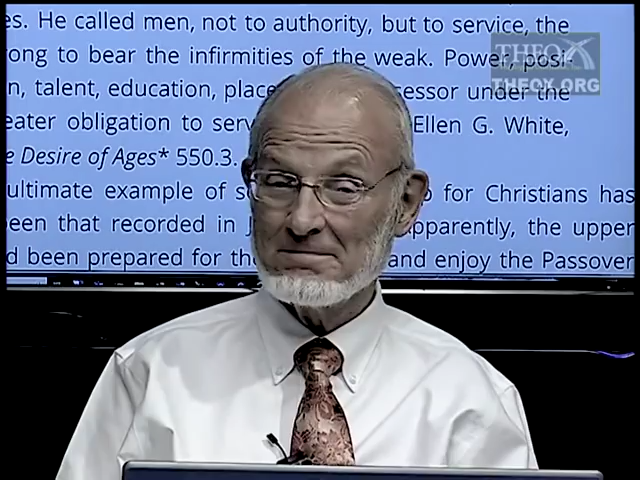 es. He called men, not to authority, but to service, the
ong to bear the infirmities of the weak. Power, posi-
n, talent, education, place cessor under the
eater obligation to serv Ellen G. White,
e Desire of Ages* 550.3.
ultimate example of s p for Christians has
een that recorded in J apparently, the upper
d been prepared for the and enjoy the Passover
THEOX
THEOX.ORG